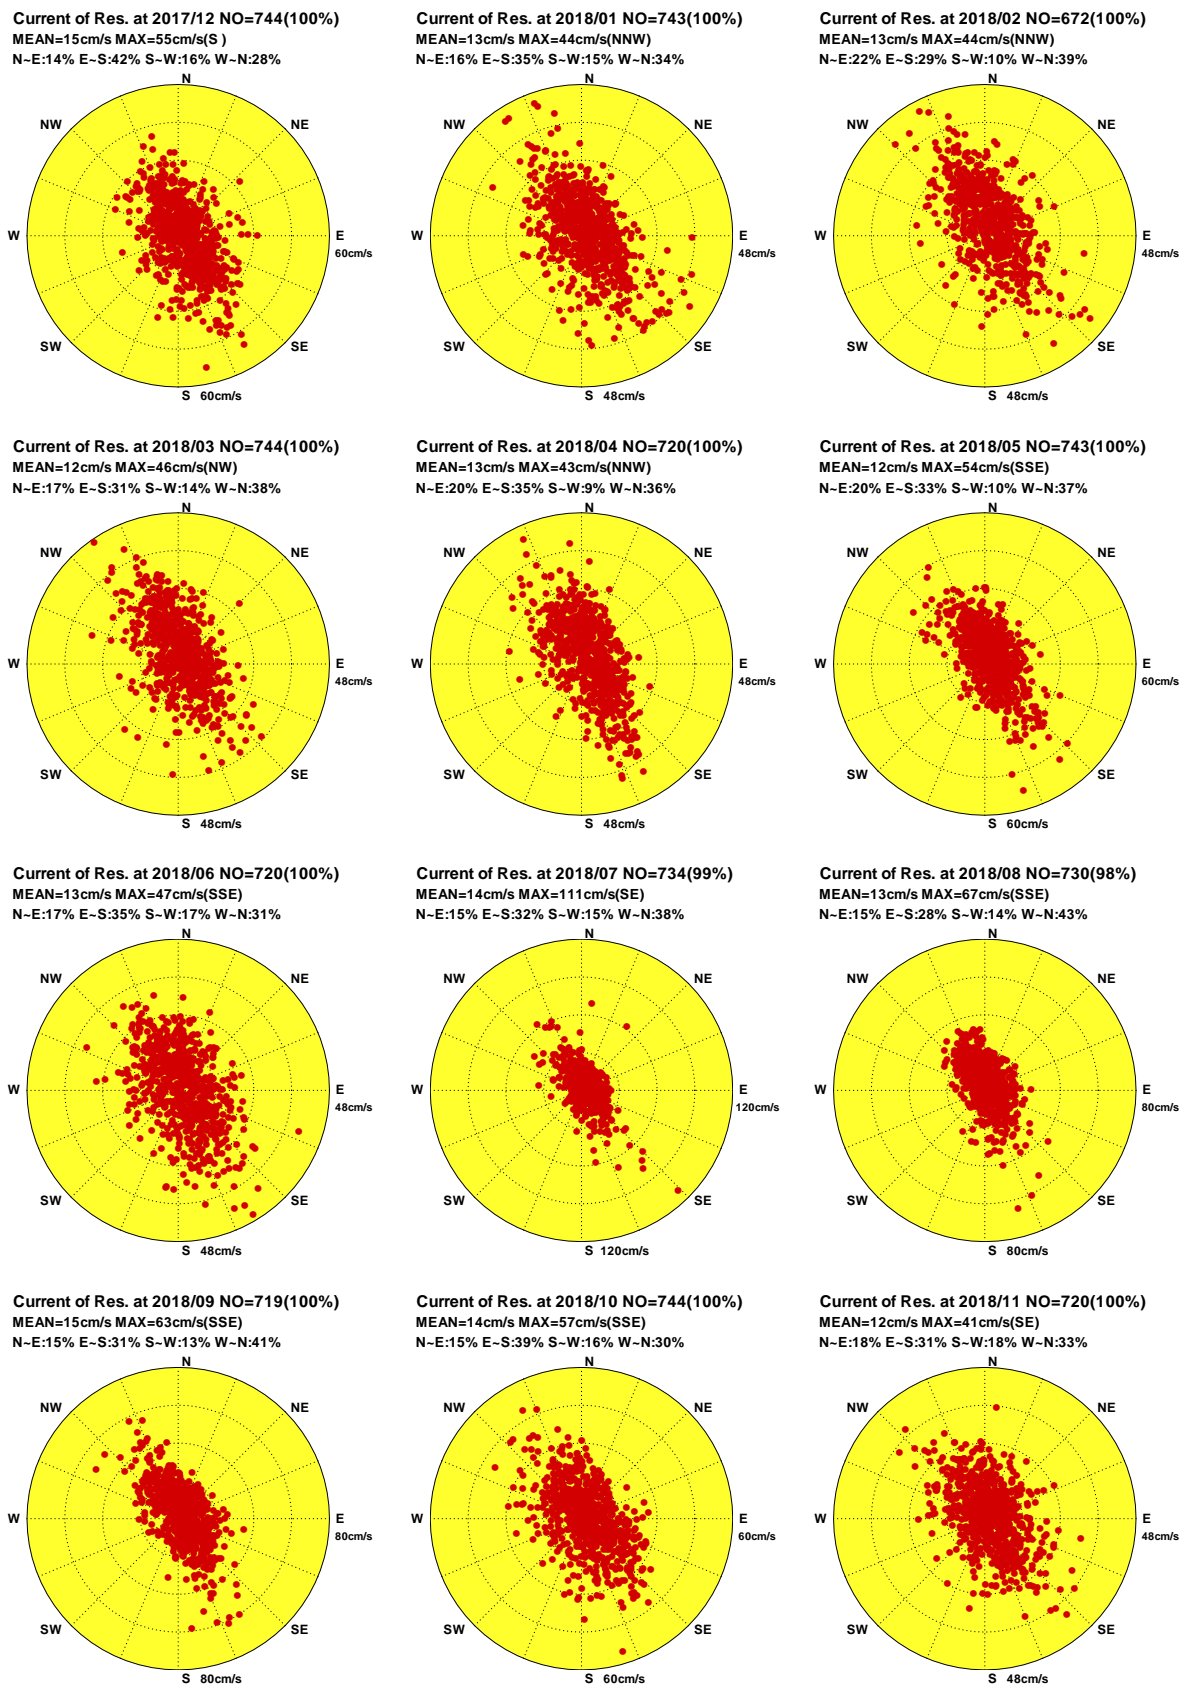 Current of Res. at 2017/12 NO=744(100%)
MEAN=15cm/s MAX=55cm/s(S )
N~E:14% E~S:42% S~W:16% W~N:28%
N
NW
NE
W
E
60cm/s
SW
SE
S 60cm/s
Current of Res. at 2018/01 NO=743(100%)
MEAN=13cm/s MAX=44cm/s(NNW)
N~E:16% E~S:35% S~W:15% W~N:34%
N
NW
NE
W
E
48cm/s
SW
SE
S 48cm/s
Current of Res. at 2018/02 NO=672(100%)
MEAN=13cm/s MAX=44cm/s(NNW)
N~E:22% E~S:29% S~W:10% W~N:39%
N
NW
NE
W
E
48cm/s
SW
SE
S 48cm/s
Current of Res. at 2018/03 NO=744(100%)
MEAN=12cm/s MAX=46cm/s(NW)
N~E:17% E~S:31% S~W:14% W~N:38%
N
NW
NE
W
E
48cm/s
SW
SE
S 48cm/s
Current of Res. at 2018/04 NO=720(100%)
MEAN=13cm/s MAX=43cm/s(NNW)
N~E:20% E~S:35% S~W:9% W~N:36%
N
NW
NE
W
E
48cm/s
SW
SE
S 48cm/s
Current of Res. at 2018/05 NO=743(100%)
MEAN=12cm/s MAX=54cm/s(SSE)
N~E:20% E~S:33% S~W:10% W~N:37%
N
NW
NE
W
E
60cm/s
SW
SE
S 60cm/s
Current of Res. at 2018/06 NO=720(100%)
MEAN=13cm/s MAX=47cm/s(SSE)
N~E:17% E~S:35% S~W:17% W~N:31%
N
NW
NE
W
E
48cm/s
SW
SE
S 48cm/s
Current of Res. at 2018/07 NO=734(99%)
MEAN=14cm/s MAX=111cm/s(SE)
N~E:15% E~S:32% S~W:15% W~N:38%
N
NW
NE
W
E
120cm/s
SW
SE
S 120cm/s
Current of Res. at 2018/08 NO=730(98%)
MEAN=13cm/s MAX=67cm/s(SSE)
N~E:15% E~S:28% S~W:14% W~N:43%
N
NW
NE
W
E
80cm/s
SW
SE
S 80cm/s
Current of Res. at 2018/09 NO=719(100%)
MEAN=15cm/s MAX=63cm/s(SSE)
N~E:15% E~S:31% S~W:13% W~N:41%
N
NW
NE
W
E
80cm/s
SW
SE
S 80cm/s
Current of Res. at 2018/10 NO=744(100%)
MEAN=14cm/s MAX=57cm/s(SSE)
N~E:15% E~S:39% S~W:16% W~N:30%
N
NW
NE
W
E
60cm/s
SW
SE
S 60cm/s
Current of Res. at 2018/11 NO=720(100%)
MEAN=12cm/s MAX=41cm/s(SE)
N~E:18% E~S:31% S~W:18% W~N:33%
N
NW
NE
W
E
48cm/s
SW
SE
S 48cm/s